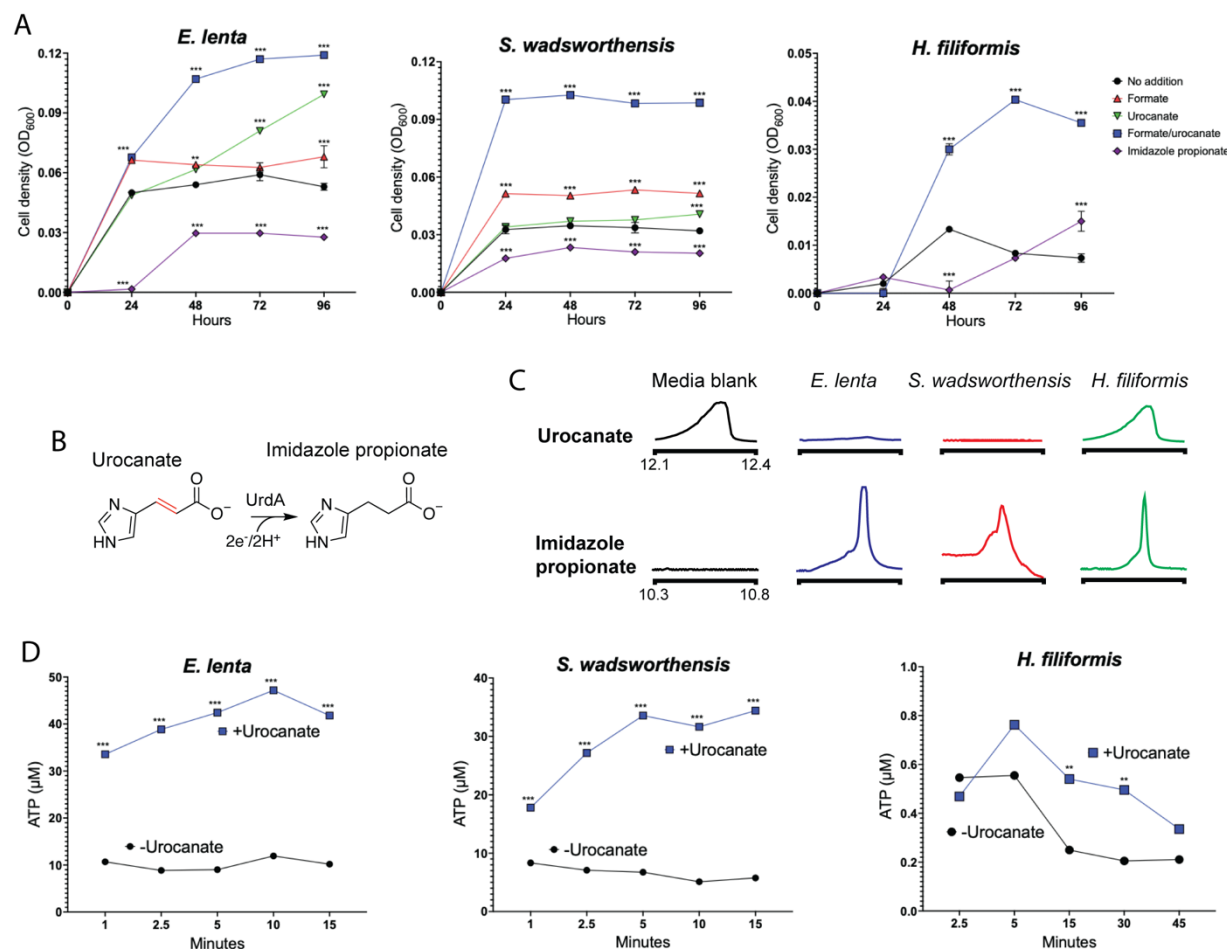 A
E. lenta
S. wadsworthensis
H. filiformis
Cell density (OD600)
0.12
0.09
0.06
0.03
0.00
***
***
***
***
**
***
***
***
***
***
***
***
***
0 24 48 72 96
Hours
Cell density (OD600)
0.12
0.09
0.06
0.03
0.00
*** *** *** ***
*** *** *** ***
***
*** *** *** ***
0 24 48 72 96
Hours
Cell density (OD600)
0.05
0.04
0.03
0.02
0.01
0.00
***
***
***
***
***
0 24 48 72 96
Hours
No addition
Formate
Urocanate
Formate/urocanate
Imidazole propionate
B
Urocanate
Imidazole propionate
N
HN
O
O−
UrdA
2e-/2H+
N
HN
O
O−
C
Media blank
E. lenta
S. wadsworthensis
H. filiformis
Urocanate
12.1 12.4
Imidazole
propionate
10.3 10.8
D
E. lenta
S. wadsworthensis
H. filiformis
ATP (µM)
50
40
30
20
10
0
*** *** *** *** ***
+Urocanate
-Urocanate
1 2.5 5 10 15
Minutes
ATP (µM)
40
30
20
10
0
*** *** *** *** ***
+Urocanate
-Urocanate
1 2.5 5 10 15
Minutes
ATP (µM)
1.0
0.8
0.6
0.4
0.2
0.0
** **
+Urocanate
-Urocanate
2.5 5 15 30 45
Minutes